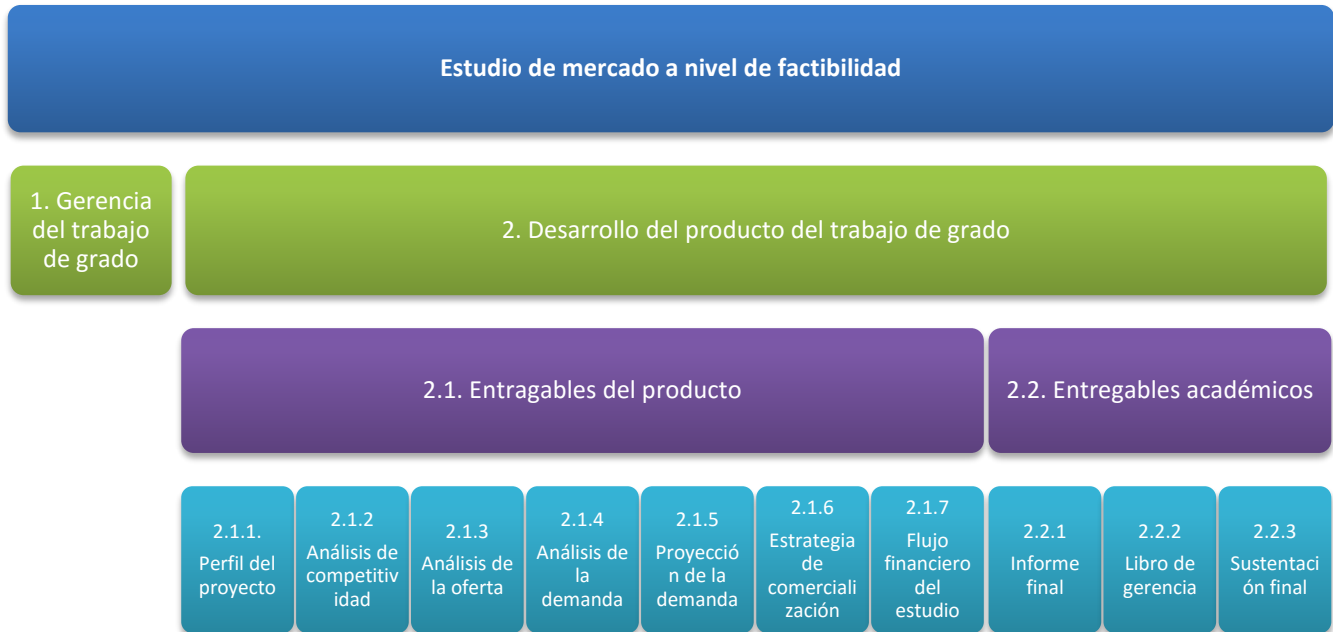 Estudio de mercado a nivel de factibilidad
1. Gerencia
del trabajo
de grado
2. Desarrollo del producto del trabajo de grado
2.1. Entragables del producto
2.2. Entregables académicos
2.1.1.
Perfil del
proyecto
2.1.2
Análisis de
competitiv
idad
2.1.3
Análisis de
la oferta
2.1.4
Análisis de
la
demanda
2.1.5
Proyecció
n de la
demanda
2.1.6
Estrategia
de
comerciali
zación
2.1.7
Flujo
financiero
del
estudio
2.2.1
Informe
final
2.2.2
Libro de
gerencia
2.2.3
Sustentaci
ón final